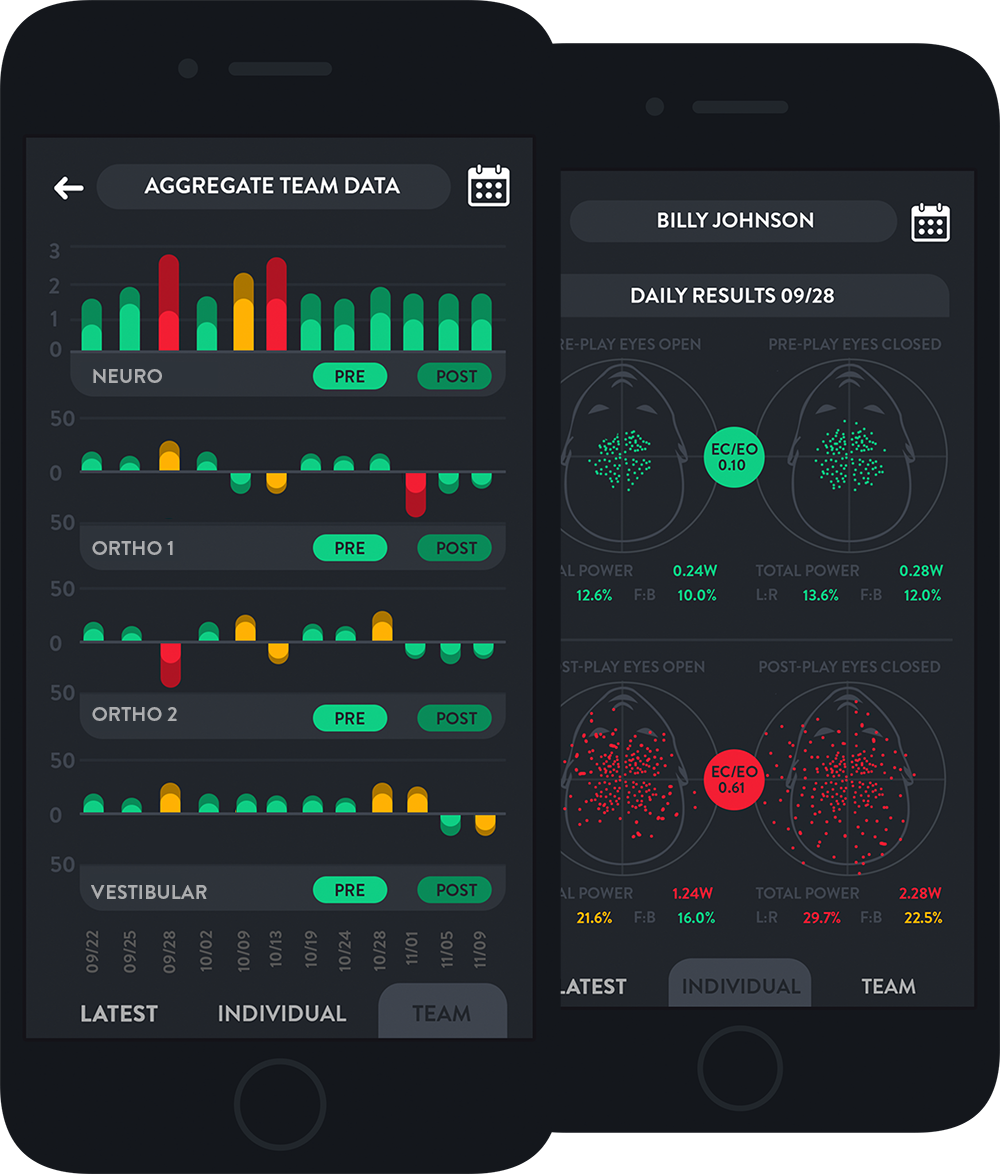 AGGREGATE TEAM DATA
3
2
1
0
NEURO PRE POST
50
0
50
ORTHO 1 PRE POST
50
0
50
ORTHO 2 PRE POST
50
0
50
VESTIBULAR PRE POST
09/22 09/25 09/28 10/02 10/09 10/13 10/19 10/24 10/28 11/01 11/05 11/09
LATEST INDIVIDUAL TEAM
BILLY JOHNSON
DAILY RESULTS 09/28
RE-PLAY EYES OPEN PRE-PLAY EYES CLOSED
EC/EO
0.10
AL POWER 0.24W TOTAL POWER 0.28W
12.6% F:B 10.0% L:R 13.6% F:B 12.0%
ST-PLAY EYES OPEN POST-PLAY EYES CLOSED
EC/EO
0.61
AL POWER 1.24W TOTAL POWER 2.28W
21.6% F:B 16.0% L:R 29.7% F:B 22.5%
LATEST INDIVIDUAL TEAM